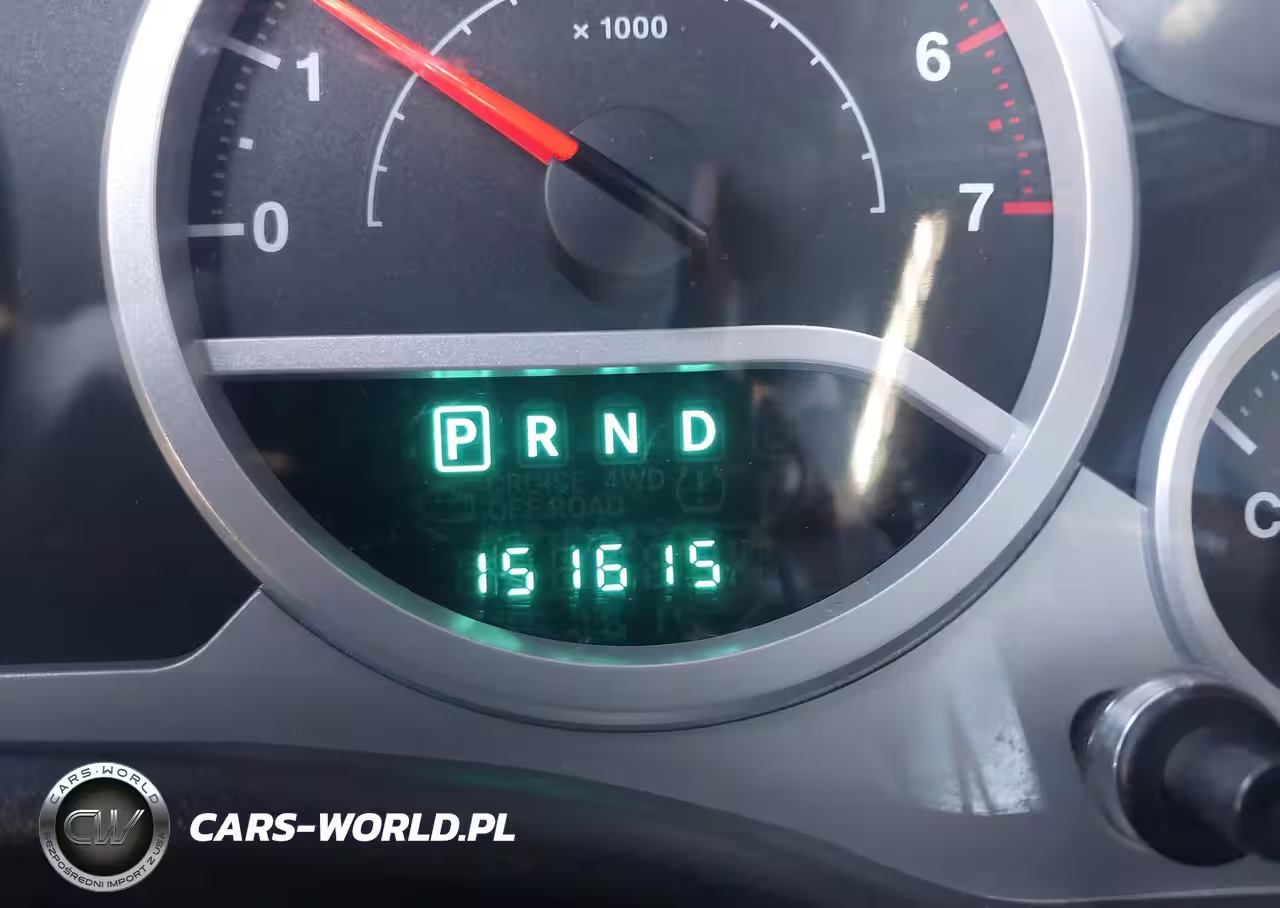 x 1000
1
6
0
7
P R N D
CRUISE 4WD
OFF ROAD
151615
C
CARS-WORLD
CW
BEZPOŚREDNI IMPORT Z USA
CARS-WORLD.PL